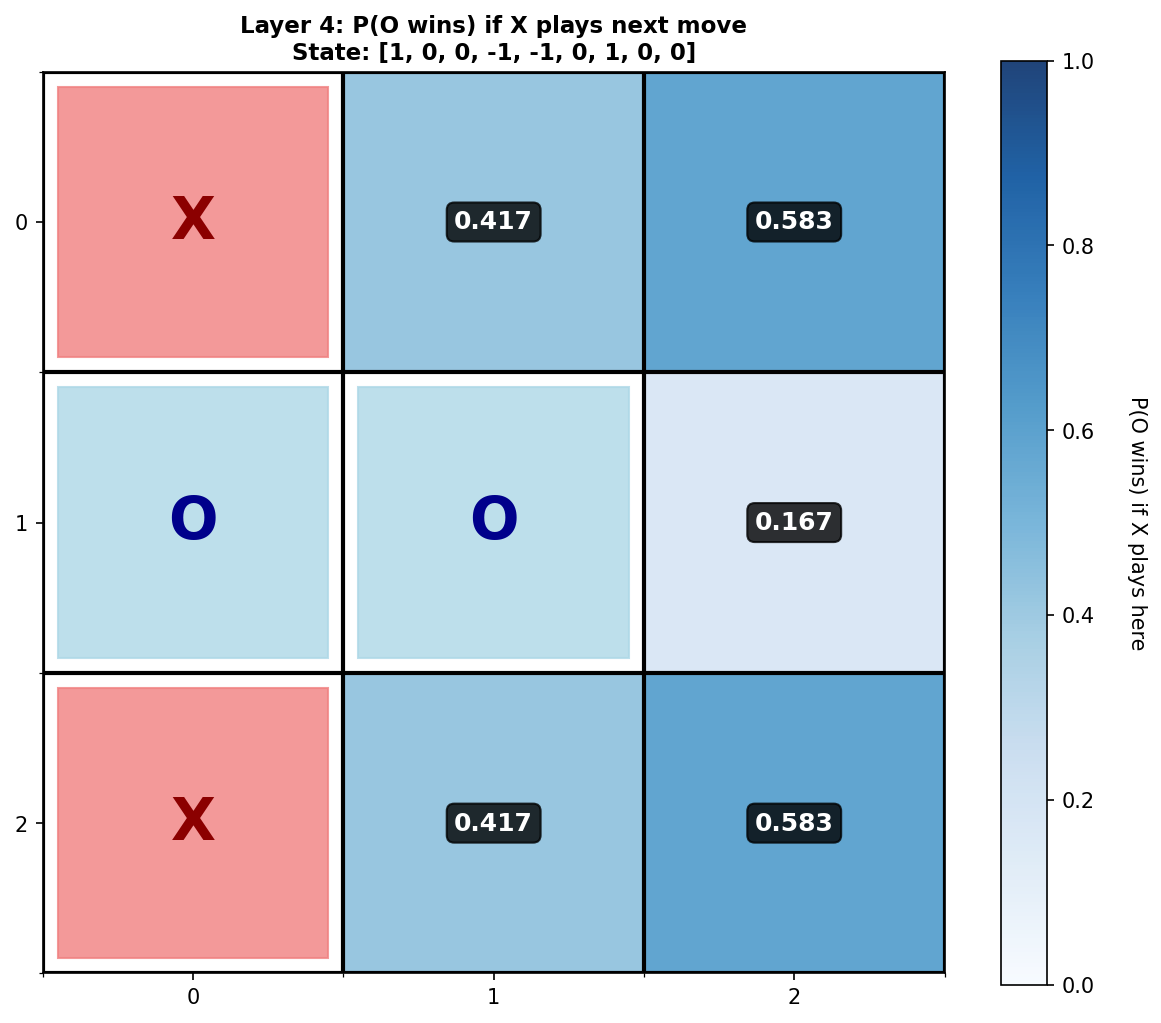 Layer 4: P(O wins) if X plays next move
State: [1, 0, 0, -1, -1, 0, 1, 0, 0]
0
X
0.417
0.583
1
O
O
0.167
2
X
0.417
0.583
0
1
2
1.0
0.8
0.6
0.4
0.2
0.0
P(O wins) if X plays here